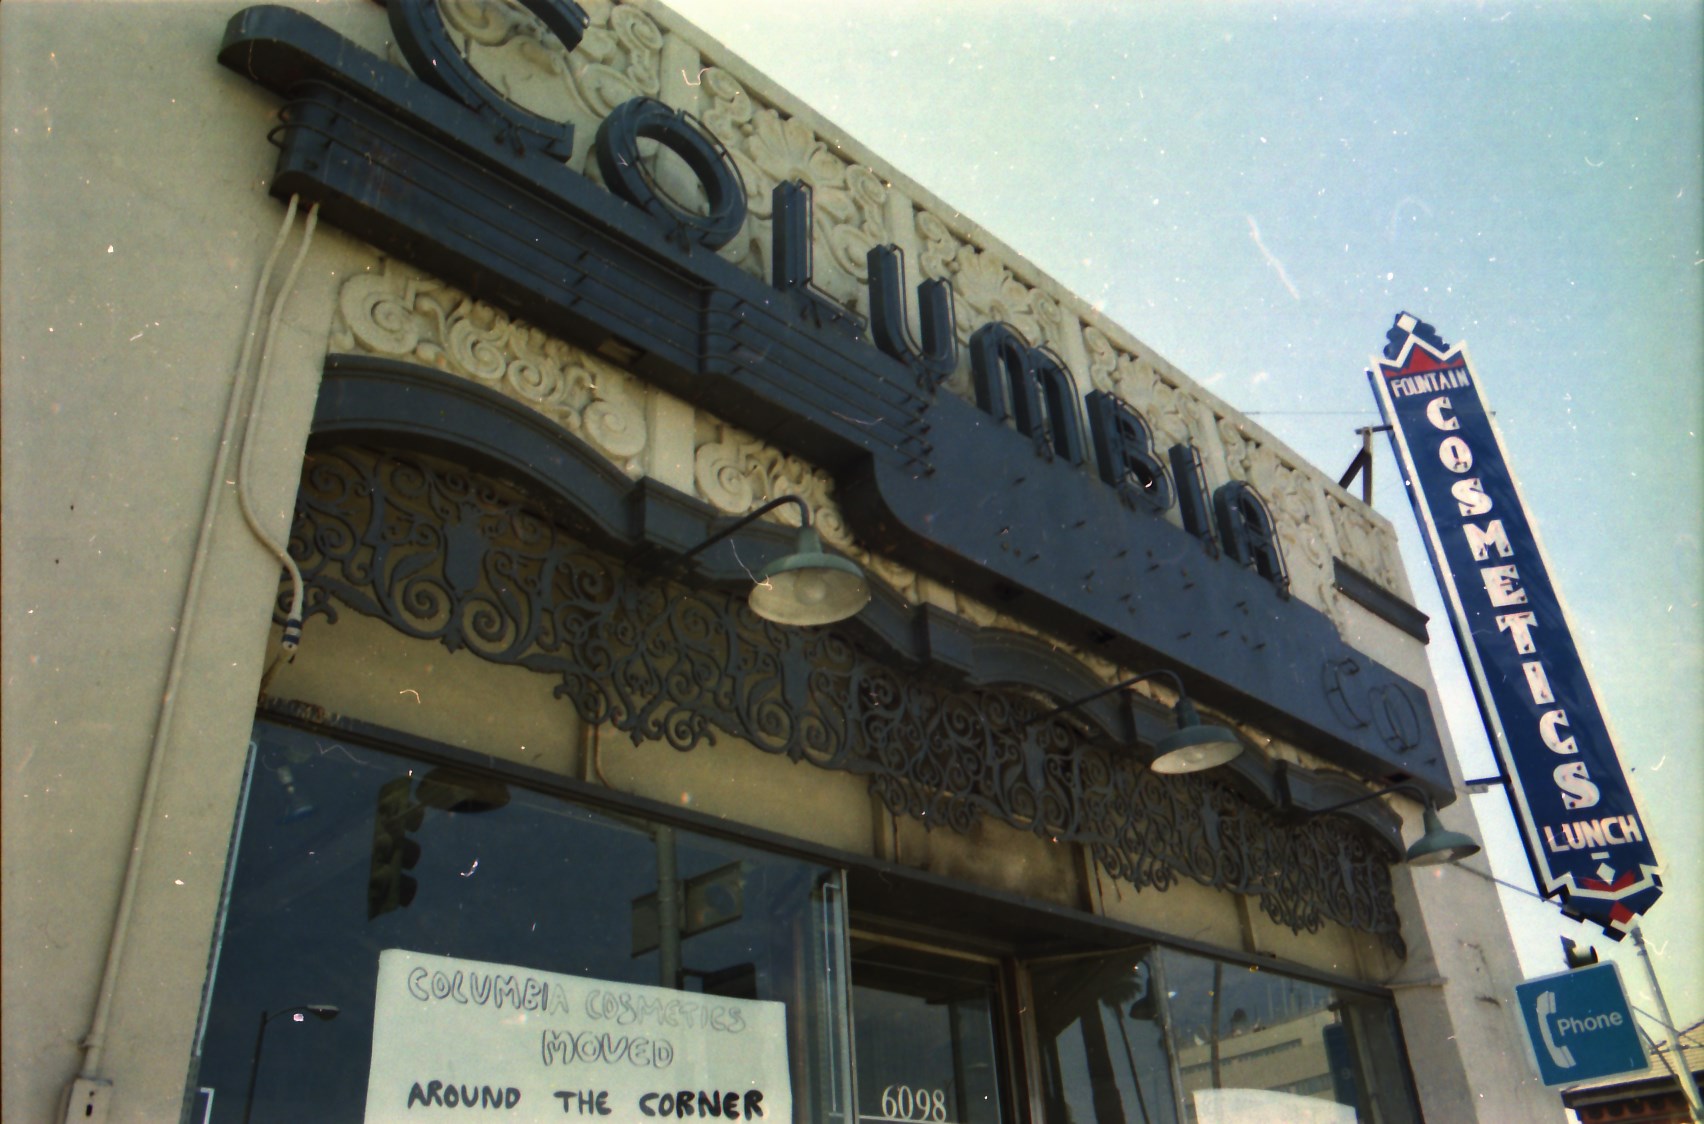 COLUMBIA
CO
FOUNTAIN
COSMETICS
LUNCH
Phone
COLUMBIA COSMETICS
MOVED
AROUND THE CORNER
6098